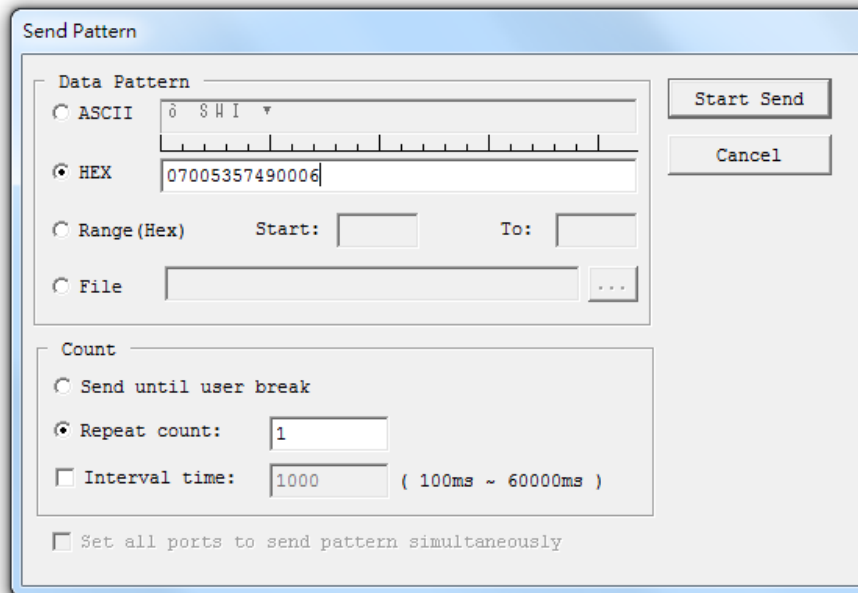 Send Pattern
Data Pattern
ASCII
Start Send
HEX 07005357490006
Cancel
Range(Hex) Start: To:
File ...
Count
Send until user break
Repeat count: 1
Interval time: 1000 ( 100ms ~ 60000ms )
Set all ports to send pattern simultaneously